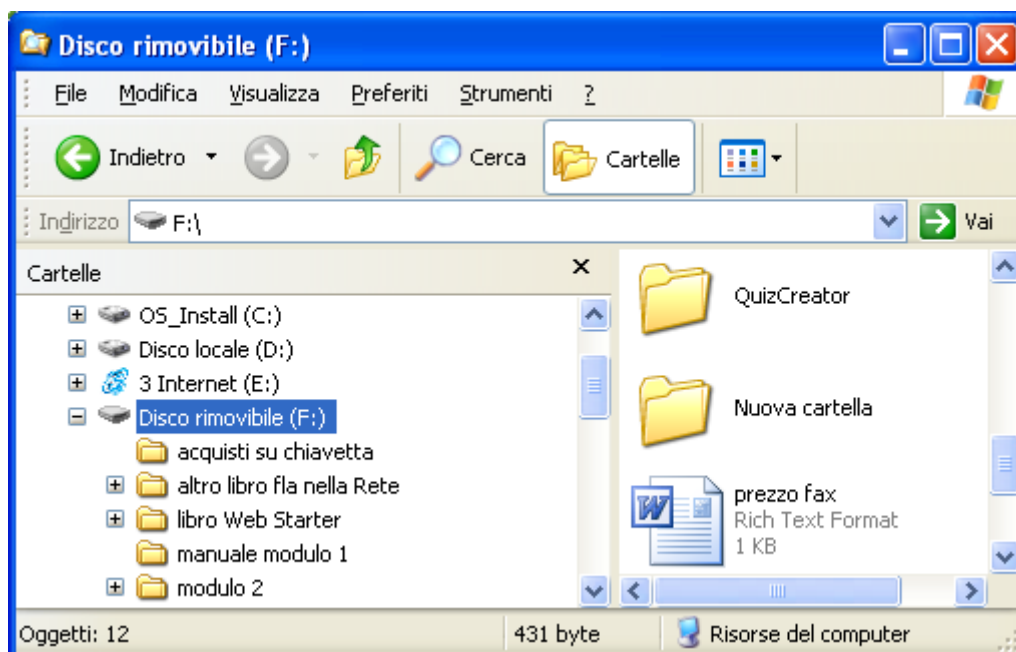 Disco rimovibile (F:)
File Modifica Visualizza Preferiti Strumenti ?
Indietro Cerca Cartelle
Indirizzo F:\ Vai
Cartelle
OS_Install (C:)
Disco locale (D:)
3 Internet (E:)
Disco rimovibile (F:)
acquisti su chiavetta
altro libro fla nella Rete
libro Web Starter
manuale modulo 1
modulo 2
QuizCreator
Nuova cartella
prezzo fax
Rich Text Format
1 KB
Oggetti: 12 431 byte Risorse del computer